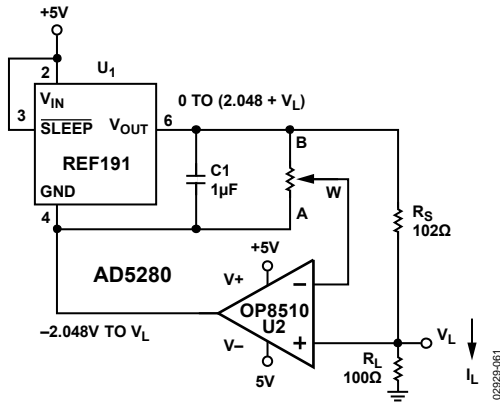 +5V
U1
2
VIN
3
SLEEP
VOUT
6
0 TO (2.048 + VL)
REF191
GND
4
C1
1µF
B
W
A
RS
102Ω
AD5280
+5V
V+
−
OP8510
U2
+
V–
5V
–2.048V TO VL
VL
RL
100Ω
IL
02929-061